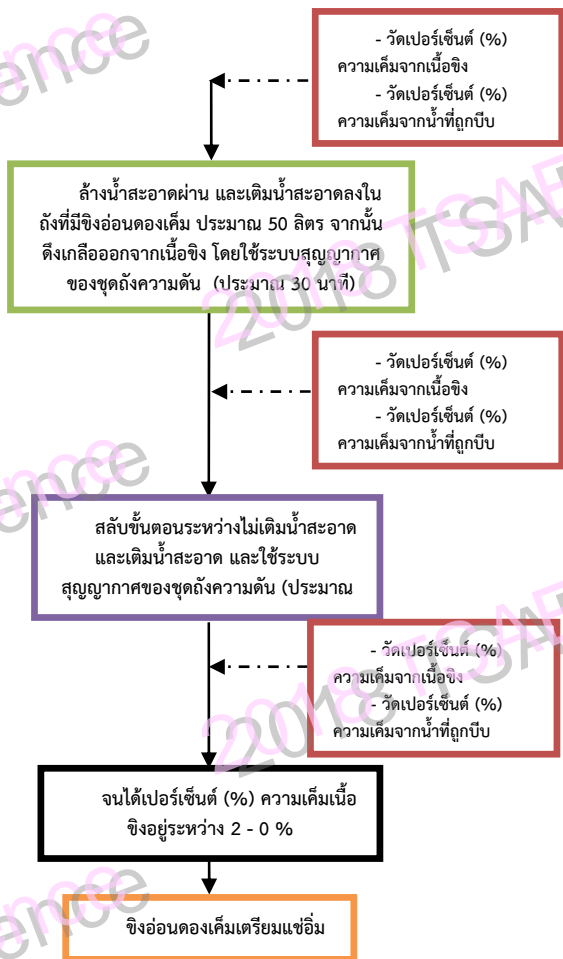 - วัดเปอร์เซ็นต์ (%)
ความเค็มจากเนื้อขิง
- วัดเปอร์เซ็นต์ (%)
ความเค็มจากน้ำที่ถูกบีบ
ล้างน้ำสะอาดผ่าน และเติมน้ำสะอาดลงใน
ถังที่มีขิงอ่อนดองเค็ม ประมาณ 50 ลิตร จากนั้น
ดึงเกลือออกจากเนื้อขิง โดยใช้ระบบสุญญากาศ
ของชุดถังความดัน (ประมาณ 30 นาที)
- วัดเปอร์เซ็นต์ (%)
ความเค็มจากเนื้อขิง
- วัดเปอร์เซ็นต์ (%)
ความเค็มจากน้ำที่ถูกบีบ
สลับขั้นตอนระหว่างไม่เติมน้ำสะอาด
และเติมน้ำสะอาด และใช้ระบบ
สุญญากาศของชุดถังความดัน (ประมาณ
- วัดเปอร์เซ็นต์ (%)
ความเค็มจากเนื้อขิง
- วัดเปอร์เซ็นต์ (%)
ความเค็มจากน้ำที่ถูกบีบ
จนได้เปอร์เซ็นต์ (%) ความเค็มเนื้อ
ขิงอยู่ระหว่าง 2 - 0 %
ขิงอ่อนดองเค็มเตรียมแช่อิ่ม
ence
2018 TSAE
ence
2018 TSAE
ence